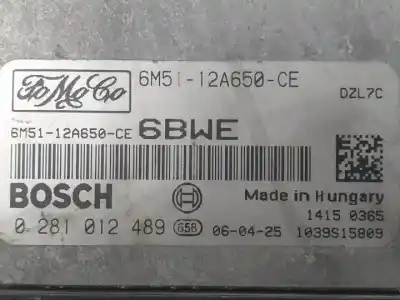 FoMoCo
6M51-12A650-CE
DZL7C
6M51-12A650-CE 6BWE
BOSCH
Made in Hungary
1415 0365
0 281 012 489 G5B 06-04-25 1039S15809